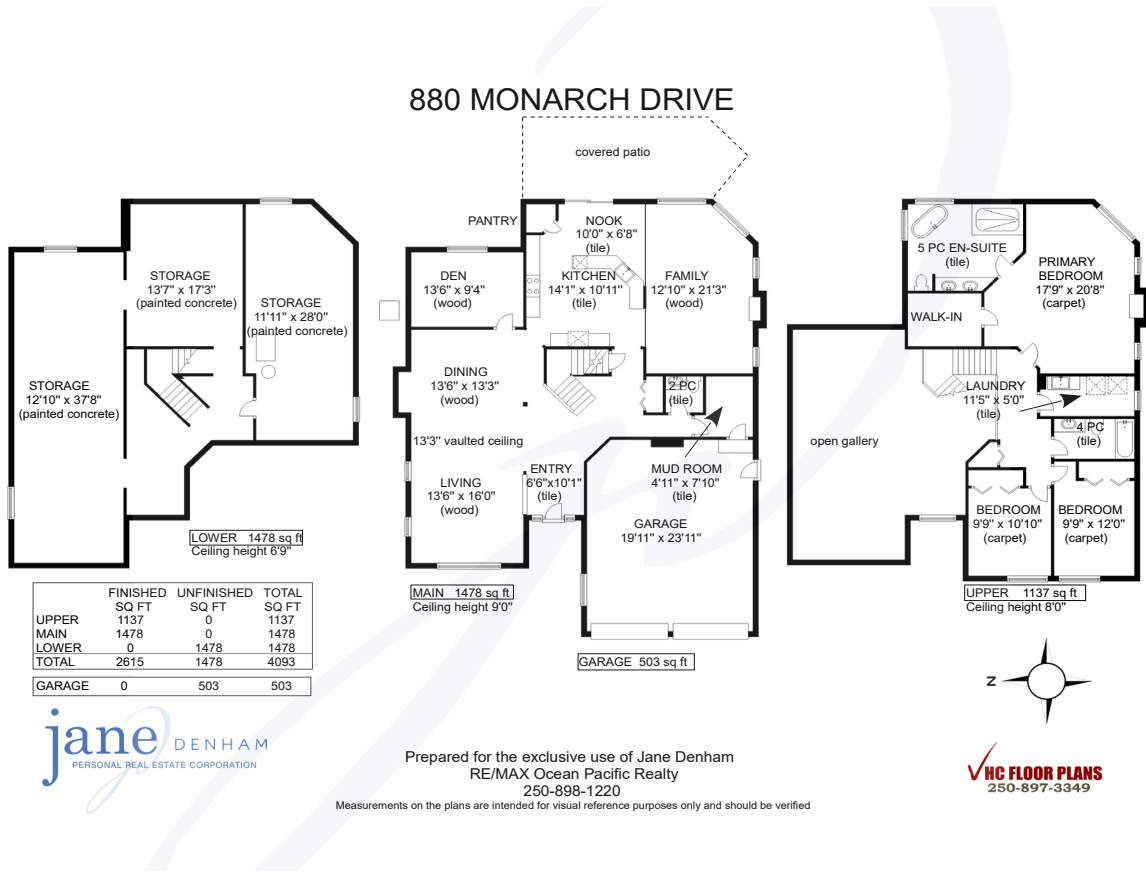 880 MONARCH DRIVE
covered patio
STORAGE
13'7" x 17'3"
(painted concrete)
STORAGE
11'11" x 28'0"
(painted concrete)
STORAGE
12'10" x 37'8"
(painted concrete)
LOWER 1478 sq ft
Ceiling height 6'9"
PANTRY
NOOK
10'0" x 6'8"
(tile)
DEN
13'6" x 9'4"
(wood)
KITCHEN
14'1" x 10'11"
(tile)
FAMILY
12'10" x 21'3"
(wood)
DINING
13'6" x 13'3"
(wood)
2 PC
(tile)
13'3" vaulted ceiling
LIVING
13'6" x 16'0"
(wood)
ENTRY
6'6"x10'1"
(tile)
MUD ROOM
4'11" x 7'10"
(tile)
GARAGE
19'11" x 23'11"
MAIN 1478 sq ft
Ceiling height 9'0"
GARAGE 503 sq ft
5 PC EN-SUITE
(tile)
PRIMARY
BEDROOM
17'9" x 20'8"
(carpet)
WALK-IN
LAUNDRY
11'5" x 5'0"
(tile)
4 PC
(tile)
open gallery
BEDROOM
9'9" x 10'10"
(carpet)
BEDROOM
9'9" x 12'0"
(carpet)
UPPER 1137 sq ft
Ceiling height 8'0"
FINISHED UNFINISHED TOTAL
SQ FT SQ FT SQ FT
UPPER 1137 0 1137
MAIN 1478 0 1478
LOWER 0 1478 1478
TOTAL 2615 1478 4093
GARAGE 0 503 503
Z
jane DENHAM
PERSONAL REAL ESTATE CORPORATION
Prepared for the exclusive use of Jane Denham
RE/MAX Ocean Pacific Realty
250-898-1220
Measurements on the plans are intended for visual reference purposes only and should be verified
HC FLOOR PLANS
250-897-3349